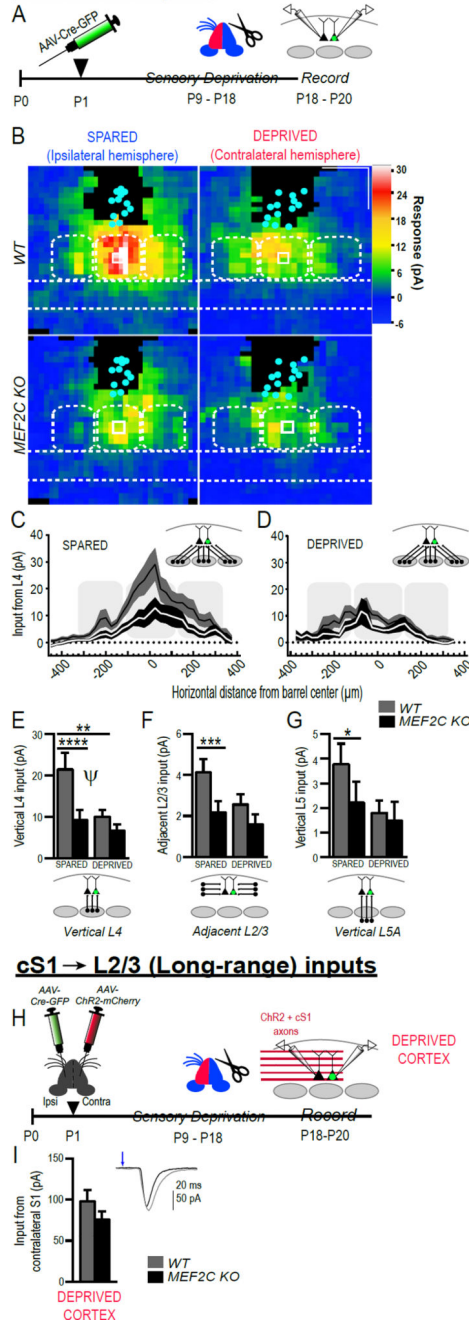 A
AAV-Cre-GFP
Sensory Deprivation
Record
P0
P1
P9 - P18
P18 - P20
B
SPARED
(Ipsilateral hemisphere)
DEPRIVED
(Contralateral hemisphere)
WT
MEF2C KO
30
24
18
12
6
0
-6
Response (pA)
C
SPARED
Input from L4 (pA)
40
30
20
10
0
-400
-200
0
200
400
D
DEPRIVED
40
30
20
10
0
-400
-200
0
200
400
Horizontal distance from barrel center (µm)
WT
MEF2C KO
E
**
****
Ψ
Vertical L4 input (pA)
30
20
10
0
SPARED
DEPRIVED
Vertical L4
F
***
Adjacent L2/3 input (pA)
6
4
2
0
SPARED
DEPRIVED
Adjacent L2/3
G
*
Vertical L5 input (pA)
5
4
3
2
1
0
SPARED
DEPRIVED
Vertical L5A
cS1→ L2/3 (Long-range) inputs
AAV-
Cre-GFP
AAV-
ChR2-mCherry
H
Ipsi
Contra
ChR2 + cS1
axons
DEPRIVED
CORTEX
Sensory Deprivation
Record
P0
P1
P9 - P18
P18-P20
I
Input from
contralateral S1 (pA)
150
100
50
0
20 ms
50 pA
WT
MEF2C KO
DEPRIVED
CORTEX